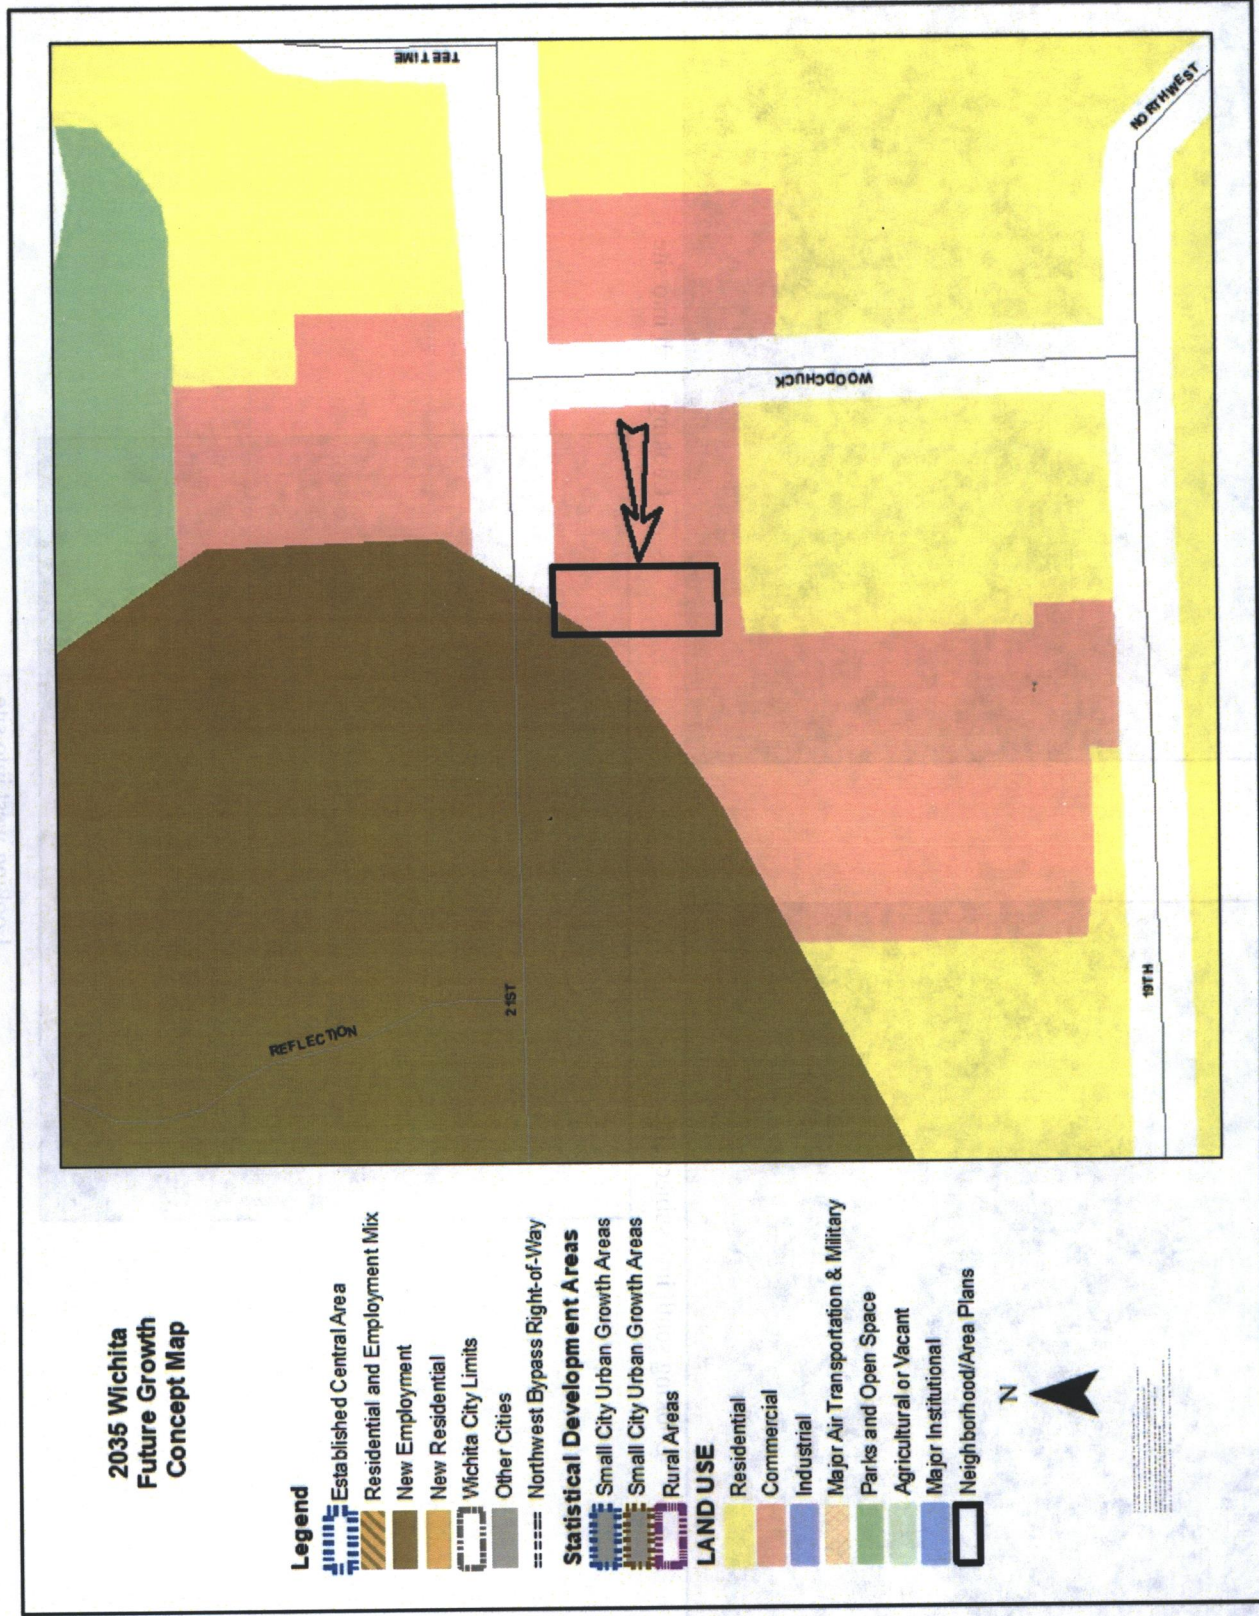 2035 Wichita
Future Growth
Concept Map
Legend
Established Central Area
Residential and Employment Mix
New Employment
New Residential
Wichita City Limits
Other Cities
Northwest Bypass Right-of-Way
Statistical Development Areas
Small City Urban Growth Areas
Small City Urban Growth Areas
Rural Areas
LAND USE
Residential
Commercial
Industrial
Major Air Transportation & Military
Parks and Open Space
Agricultural or Vacant
Major Institutional
Neighborhood/Area Plans
N
REFLECTION
21ST
TEE TIME
WOODCHUCK
19TH
NORTHWEST